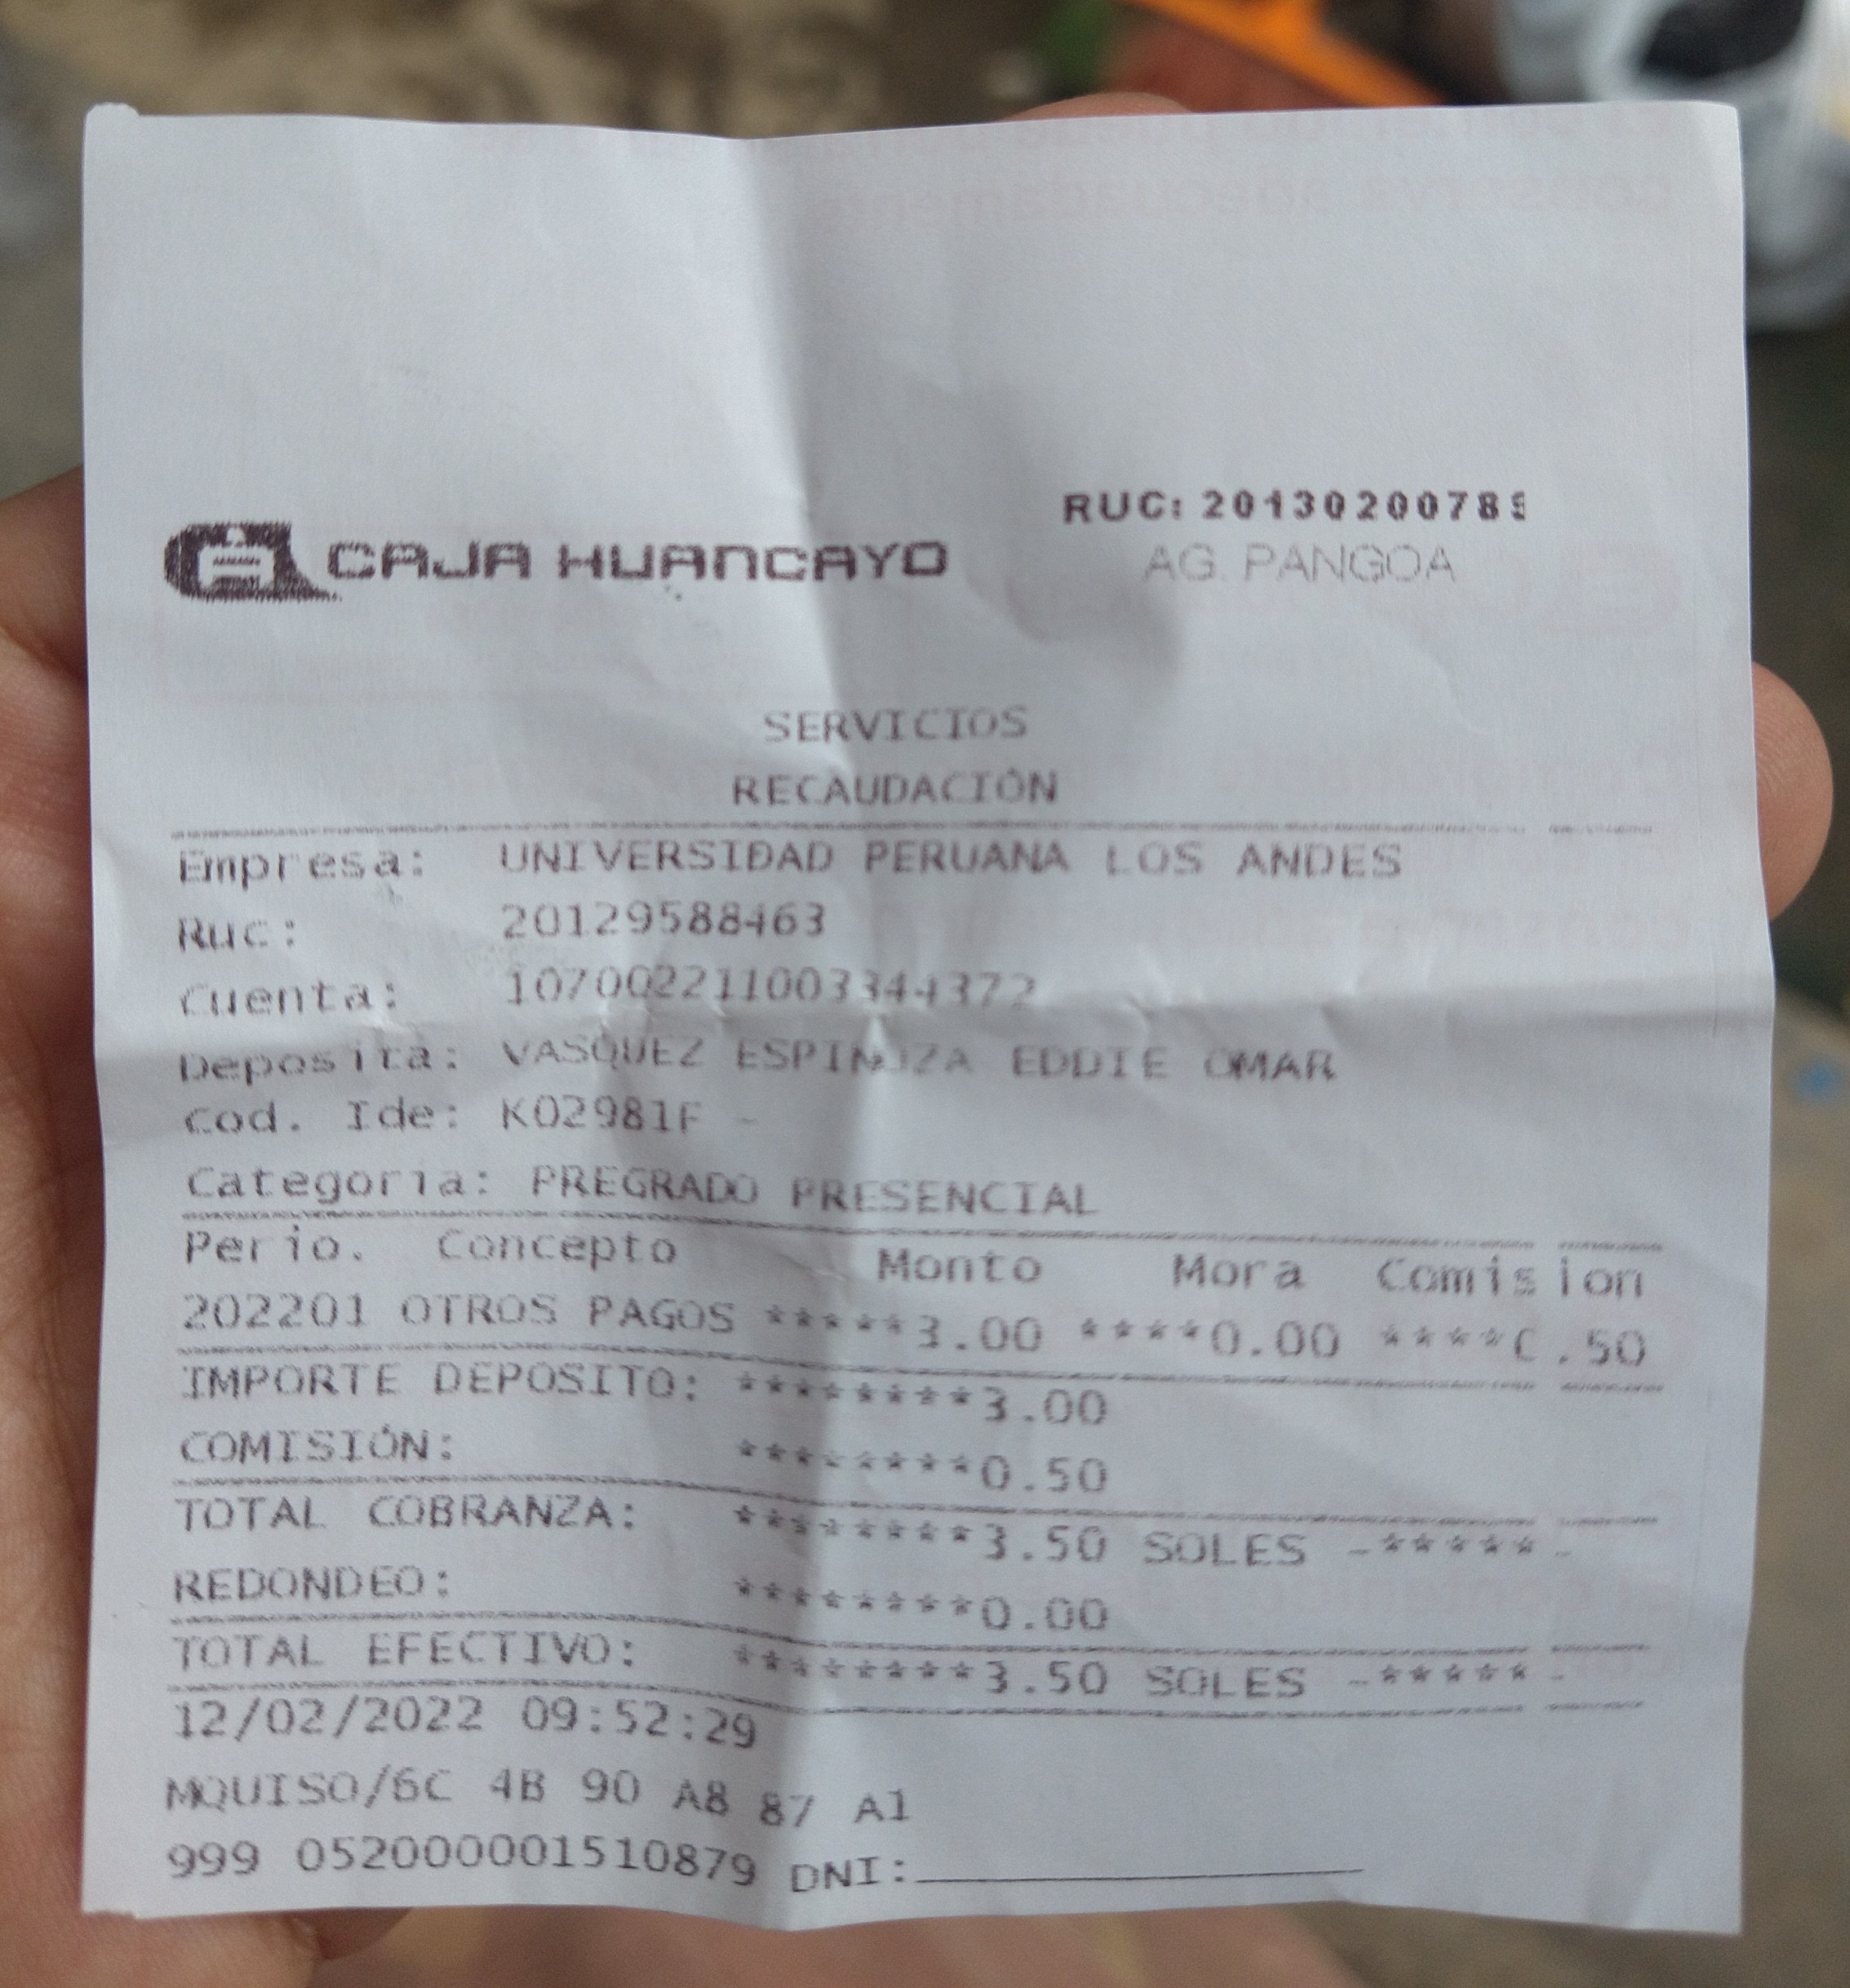 CAJA HUANCAYO
RUC: 2013020078
AG. PANGOA
SERVICIOS
RECAUDACIÓN
Empresa: UNIVERSIDAD PERUANA LOS ANDES
Ruc: 20129588463
Cuenta: 107002211003344372
Deposita: VASQUEZ ESPINOZA EDDIE OMAR
Cod. Ide: K02981F -
Categoria: PREGRADO PRESENCIAL
Perio. Concepto Monto Mora Comision
202201 OTROS PAGOS *****3.00 ****0.00 ****0.50
IMPORTE DEPOSITO: ********3.00
COMISIÓN: ********0.50
TOTAL COBRANZA: ********3.50 SOLES -*****-
REDONDEO: ********0.00
TOTAL EFECTIVO: ********3.50 SOLES -*****-
12/02/2022 09:52:29
MQUISO/6C 4B 90 A8 87 A1
999 052000001510879 DNI: